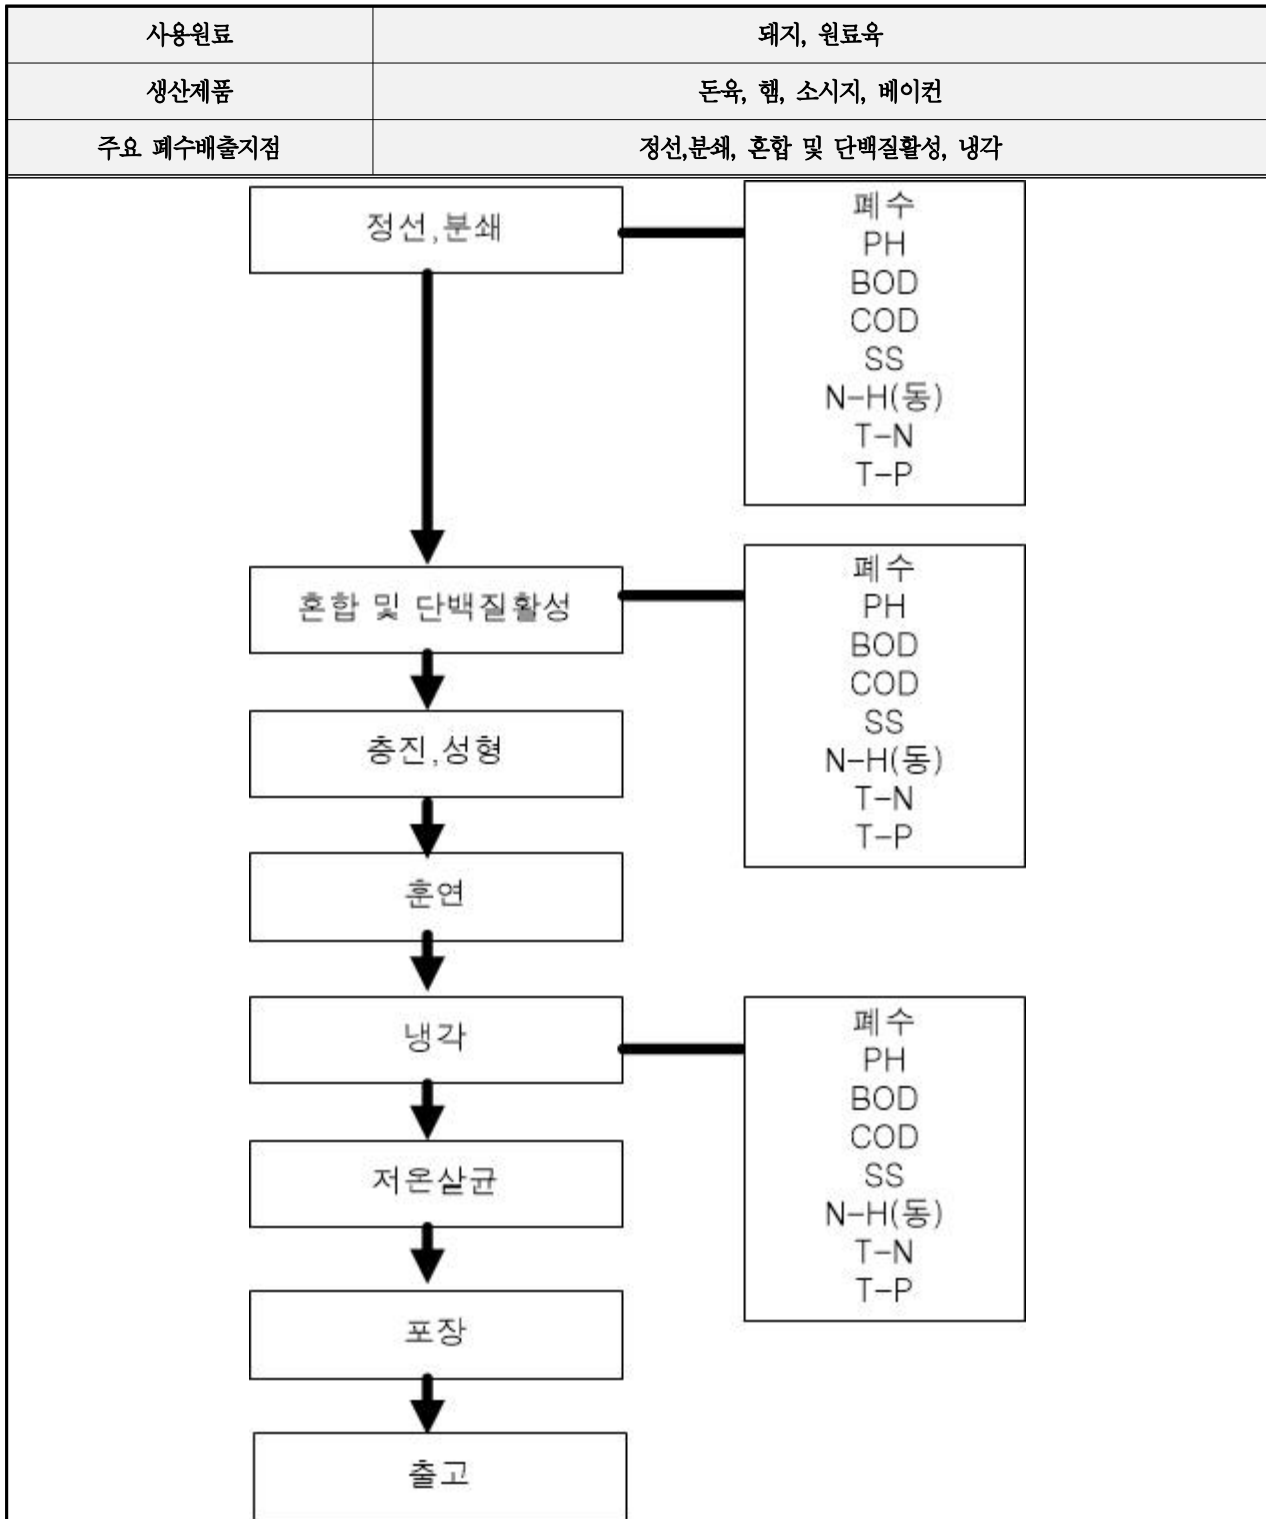 사용원료 돼지, 원료육
생산제품 돈육, 햄, 소시지, 베이컨
주요 폐수배출지점 정선,분쇄, 혼합 및 단백질활성, 냉각
정선,분쇄
폐수
PH
BOD
COD
SS
N-H(동)
T-N
T-P
혼합 및 단백질활성
폐수
PH
BOD
COD
SS
N-H(동)
T-N
T-P
충진,성형
훈연
냉각
폐수
PH
BOD
COD
SS
N-H(동)
T-N
T-P
저온살균
포장
출고